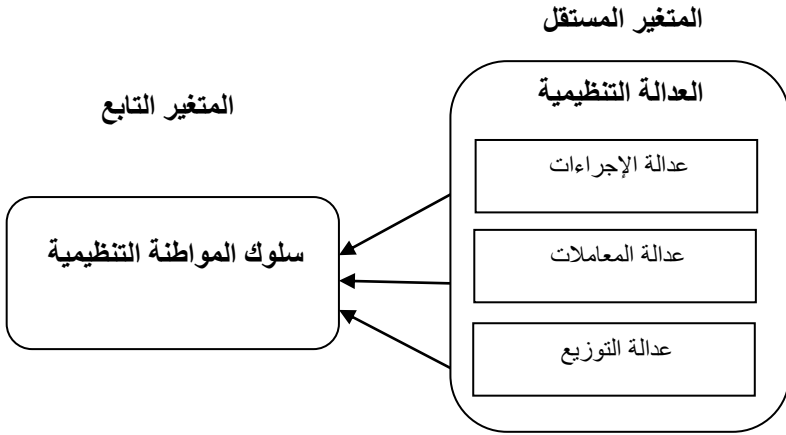 المتغير المستقل
العدالة التنظيمية
عدالة الإجراءات
عدالة المعاملات
عدالة التوزيع
المتغير التابع
سلوك المواطنة التنظيمية